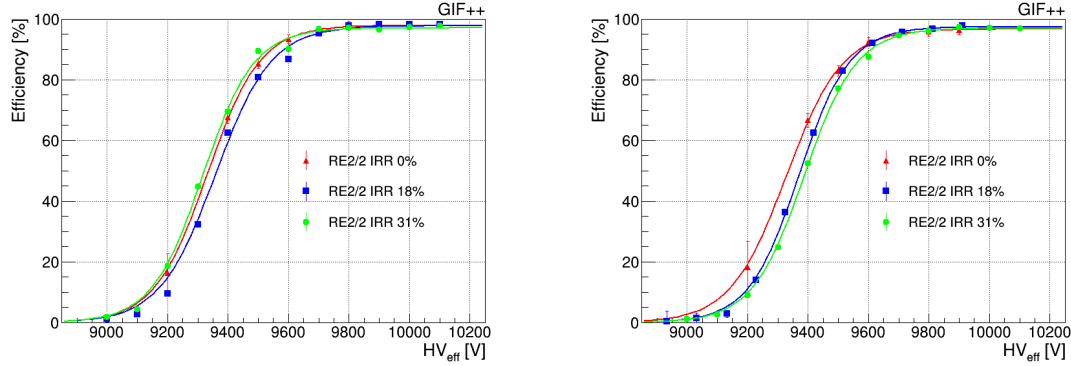 GIF++
Efficiency [%]
100
80
60
40
20
0
RE2/2 IRR 0%
RE2/2 IRR 18%
RE2/2 IRR 31%
9000 9200 9400 9600 9800 10000 10200
HVeff [V]
GIF++
Efficiency [%]
100
80
60
40
20
0
RE2/2 IRR 0%
RE2/2 IRR 18%
RE2/2 IRR 31%
9000 9200 9400 9600 9800 10000 10200
HVeff [V]